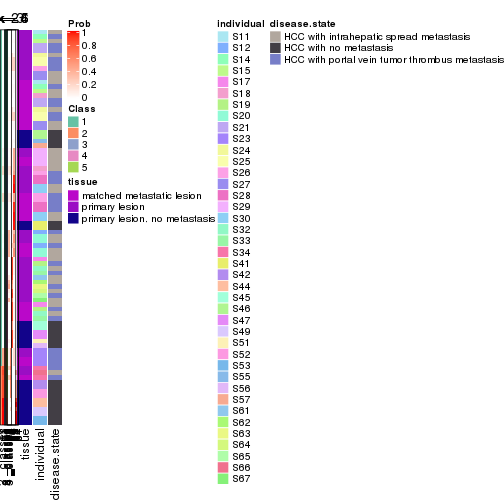 Prob
1
0.8
0.6
0.4
0.2
0
Class
1
2
3
4
5
tissue
matched metastatic lesion
primary lesion
primary lesion. no metastasis
individual
S11
S12
S14
S15
S17
S18
S19
S20
S21
S23
S24
S25
S26
S27
S28
S29
S30
S32
S33
S34
S41
S42
S44
S45
S46
S47
S49
S51
S52
S53
S55
S56
S57
S61
S62
S63
S64
S65
S66
S67
disease.state
HCC with intrahepatic spread metastasis
HCC with no metastasis
HCC with portal vein tumor thrombus metastasis
tissue
individual
disease.state